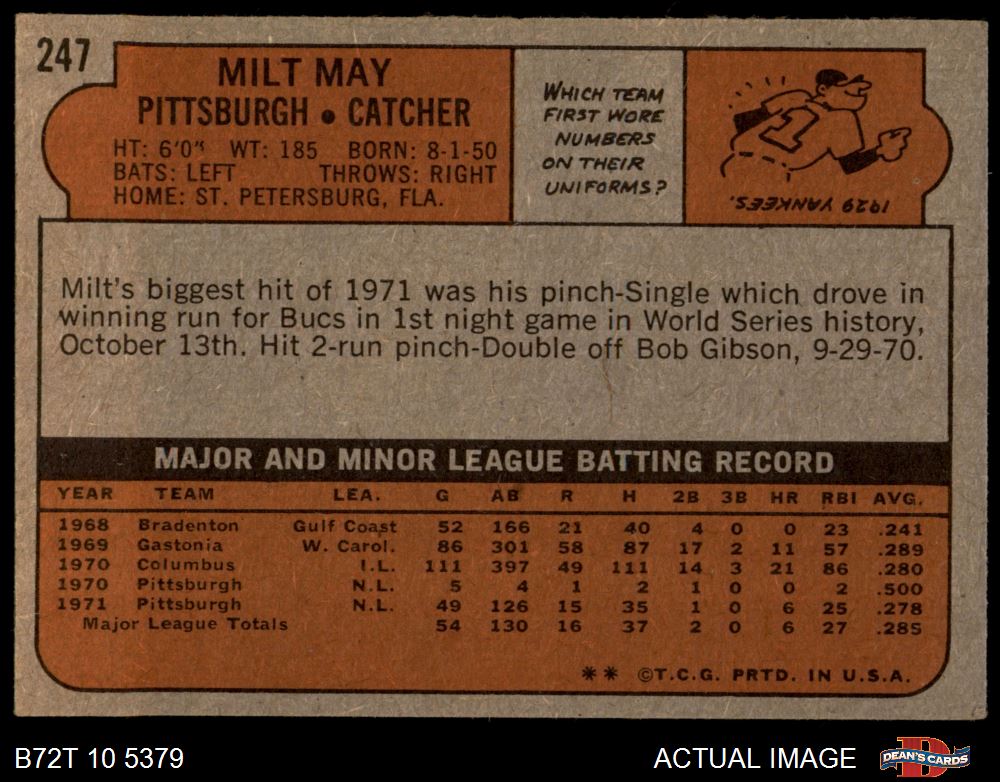 247
MILT MAY
PITTSBURGH • CATCHER
HT: 6'0" WT: 185 BORN: 8-1-50
BATS: LEFT THROWS: RIGHT
HOME: ST. PETERSBURG, FLA.
WHICH TEAM
FIRST WORE
NUMBERS
ON THEIR
UNIFORMS?
1
1929 YANKEES.
Milt's biggest hit of 1971 was his pinch-Single which drove in
winning run for Bucs in 1st night game in World Series history,
October 13th. Hit 2-run pinch-Double off Bob Gibson, 9-29-70.
MAJOR AND MINOR LEAGUE BATTING RECORD
YEAR TEAM LEA. G AB R H 2B 3B HR RBI AVG.
1968 Bradenton Gulf Coast 52 166 21 40 4 0 0 23 .241
1969 Gastonia W. Carol. 86 301 58 87 17 2 11 57 .289
1970 Columbus I.L. 111 397 49 111 14 3 21 86 .280
1970 Pittsburgh N.L. 5 4 1 2 1 0 0 2 .500
1971 Pittsburgh N.L. 49 126 15 35 1 0 6 25 .278
Major League Totals 54 130 16 37 2 0 6 27 .285
** ©T.C.G. PRTD. IN U.S.A.
B72T 10 5379
ACTUAL IMAGE
DEAN'S CARDS